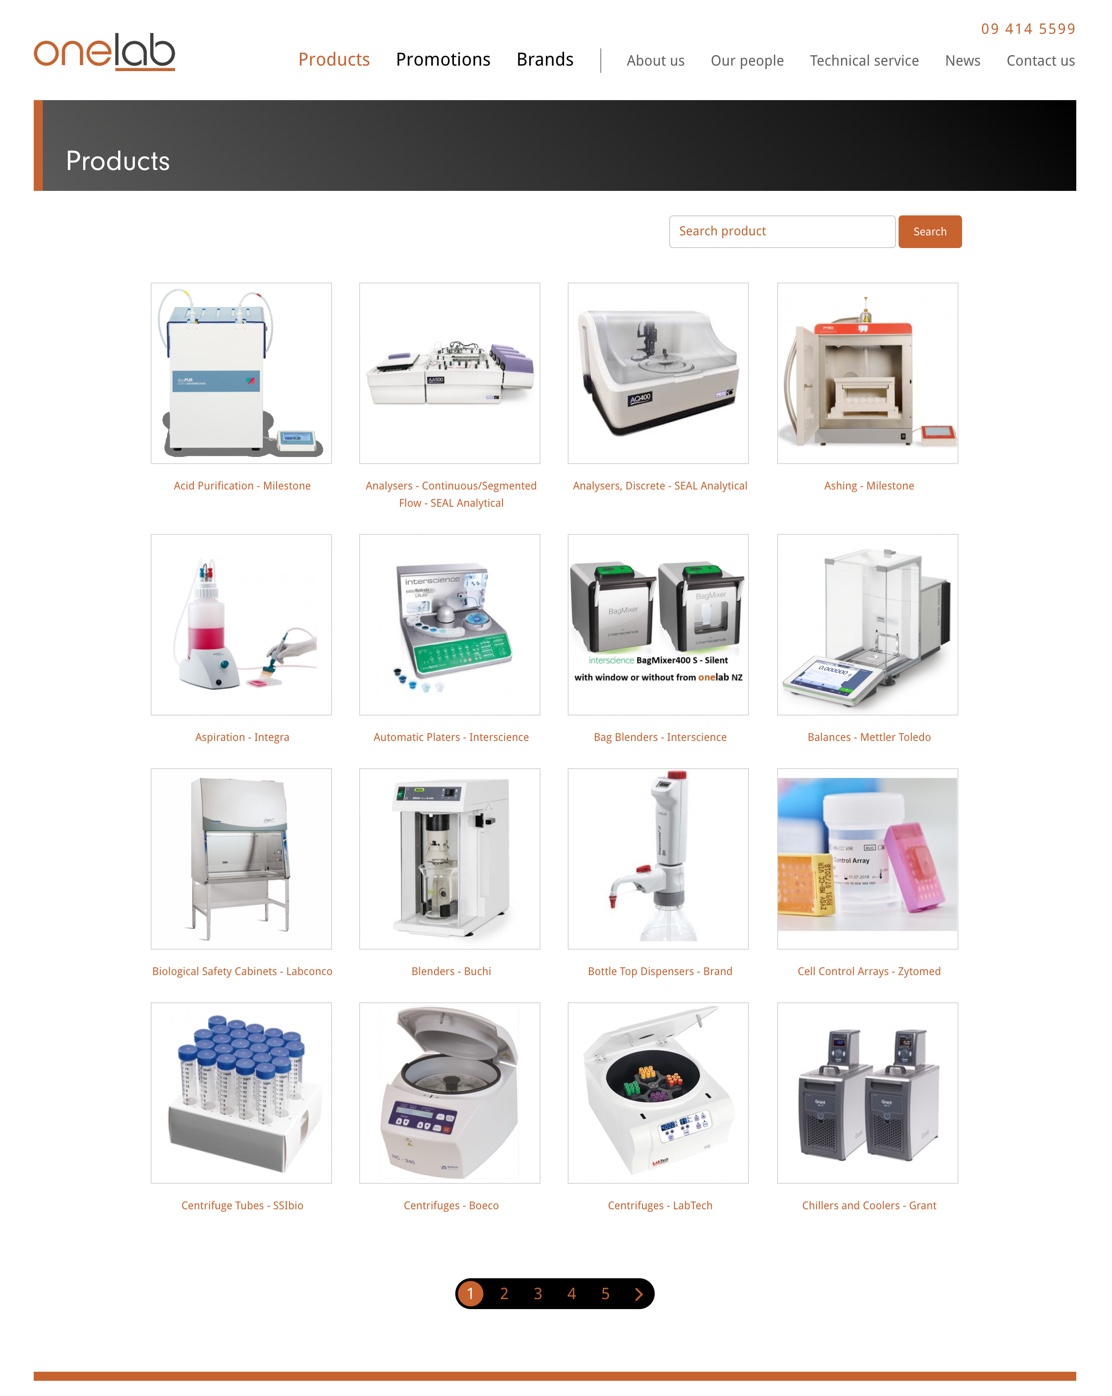 09 414 5599
onelab
Products
Promotions
Brands
About us
Our people
Technical service
News
Contact us
Products
Search product
Search
AA500
AQ400
Acid Purification - Milestone
Analysers - Continuous/Segmented
Flow - SEAL Analytical
Analysers, Discrete - SEAL Analytical
Ashing - Milestone
interscience
BagMixer
BagMixer
interscience BagMixer400 S - Silent
with window or without from onelab NZ
Aspiration - Integra
Automatic Platers - Interscience
Bag Blenders - Interscience
Balances - Mettler Toledo
Control Array
Biological Safety Cabinets - Labconco
Blenders - Buchi
Bottle Top Dispensers - Brand
Cell Control Arrays - Zytomed
LabTech
Grant
Grant
Centrifuge Tubes - SSIbio
Centrifuges - Boeco
Centrifuges - LabTech
Chillers and Coolers - Grant
1 2 3 4 5